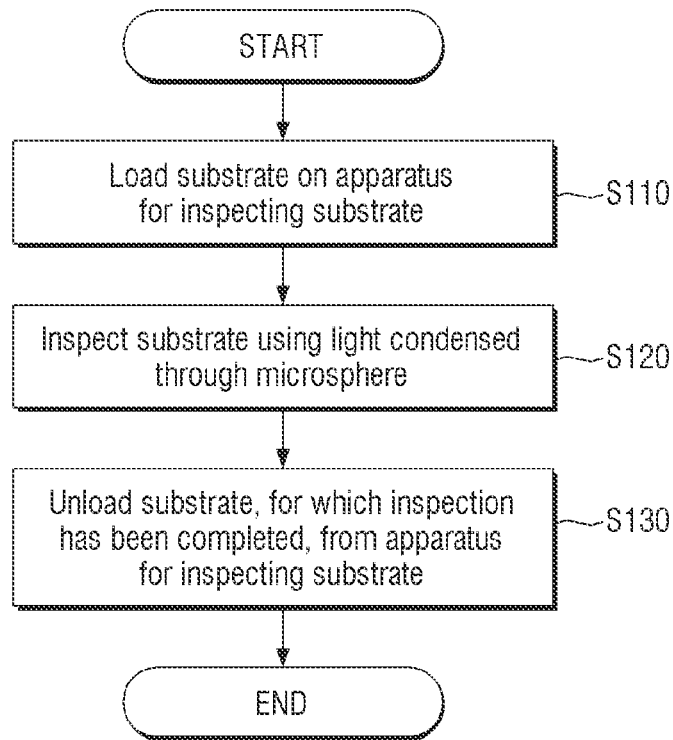 START
Load substrate on apparatus
for inspecting substrate
S110
Inspect substrate using light condensed
through microsphere
S120
Unload substrate, for which inspection
has been completed, from apparatus
for inspecting substrate
S130
END